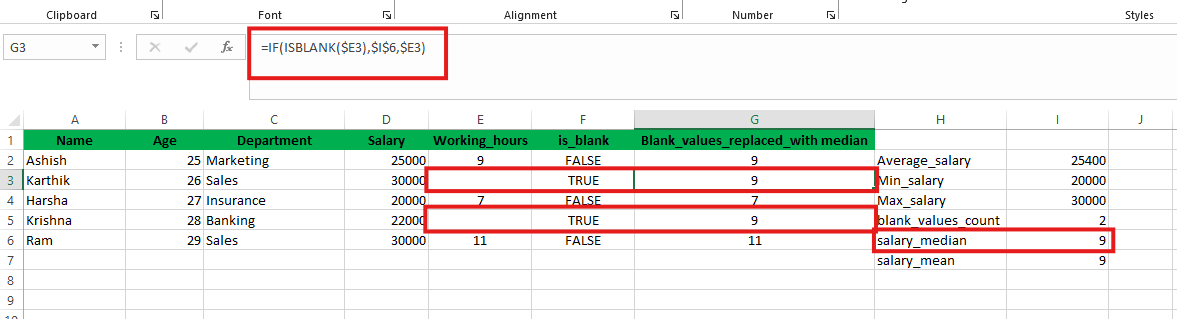 Clipboard Font Alignment Number Styles
G3 fx =IF(ISBLANK($E3),$I$6,$E3)
A B C D E F G H I J
1 Name Age Department Salary Working_hours is_blank Blank_values_replaced_with median
2 Ashish 25 Marketing 25000 9 FALSE 9 Average_salary 25400
3 Karthik 26 Sales 30000 TRUE 9 Min_salary 20000
4 Harsha 27 Insurance 20000 7 FALSE 7 Max_salary 30000
5 Krishna 28 Banking 22000 TRUE 9 blank_values_count 2
6 Ram 29 Sales 30000 11 FALSE 11 salary_median 9
7 salary_mean 9
8
9